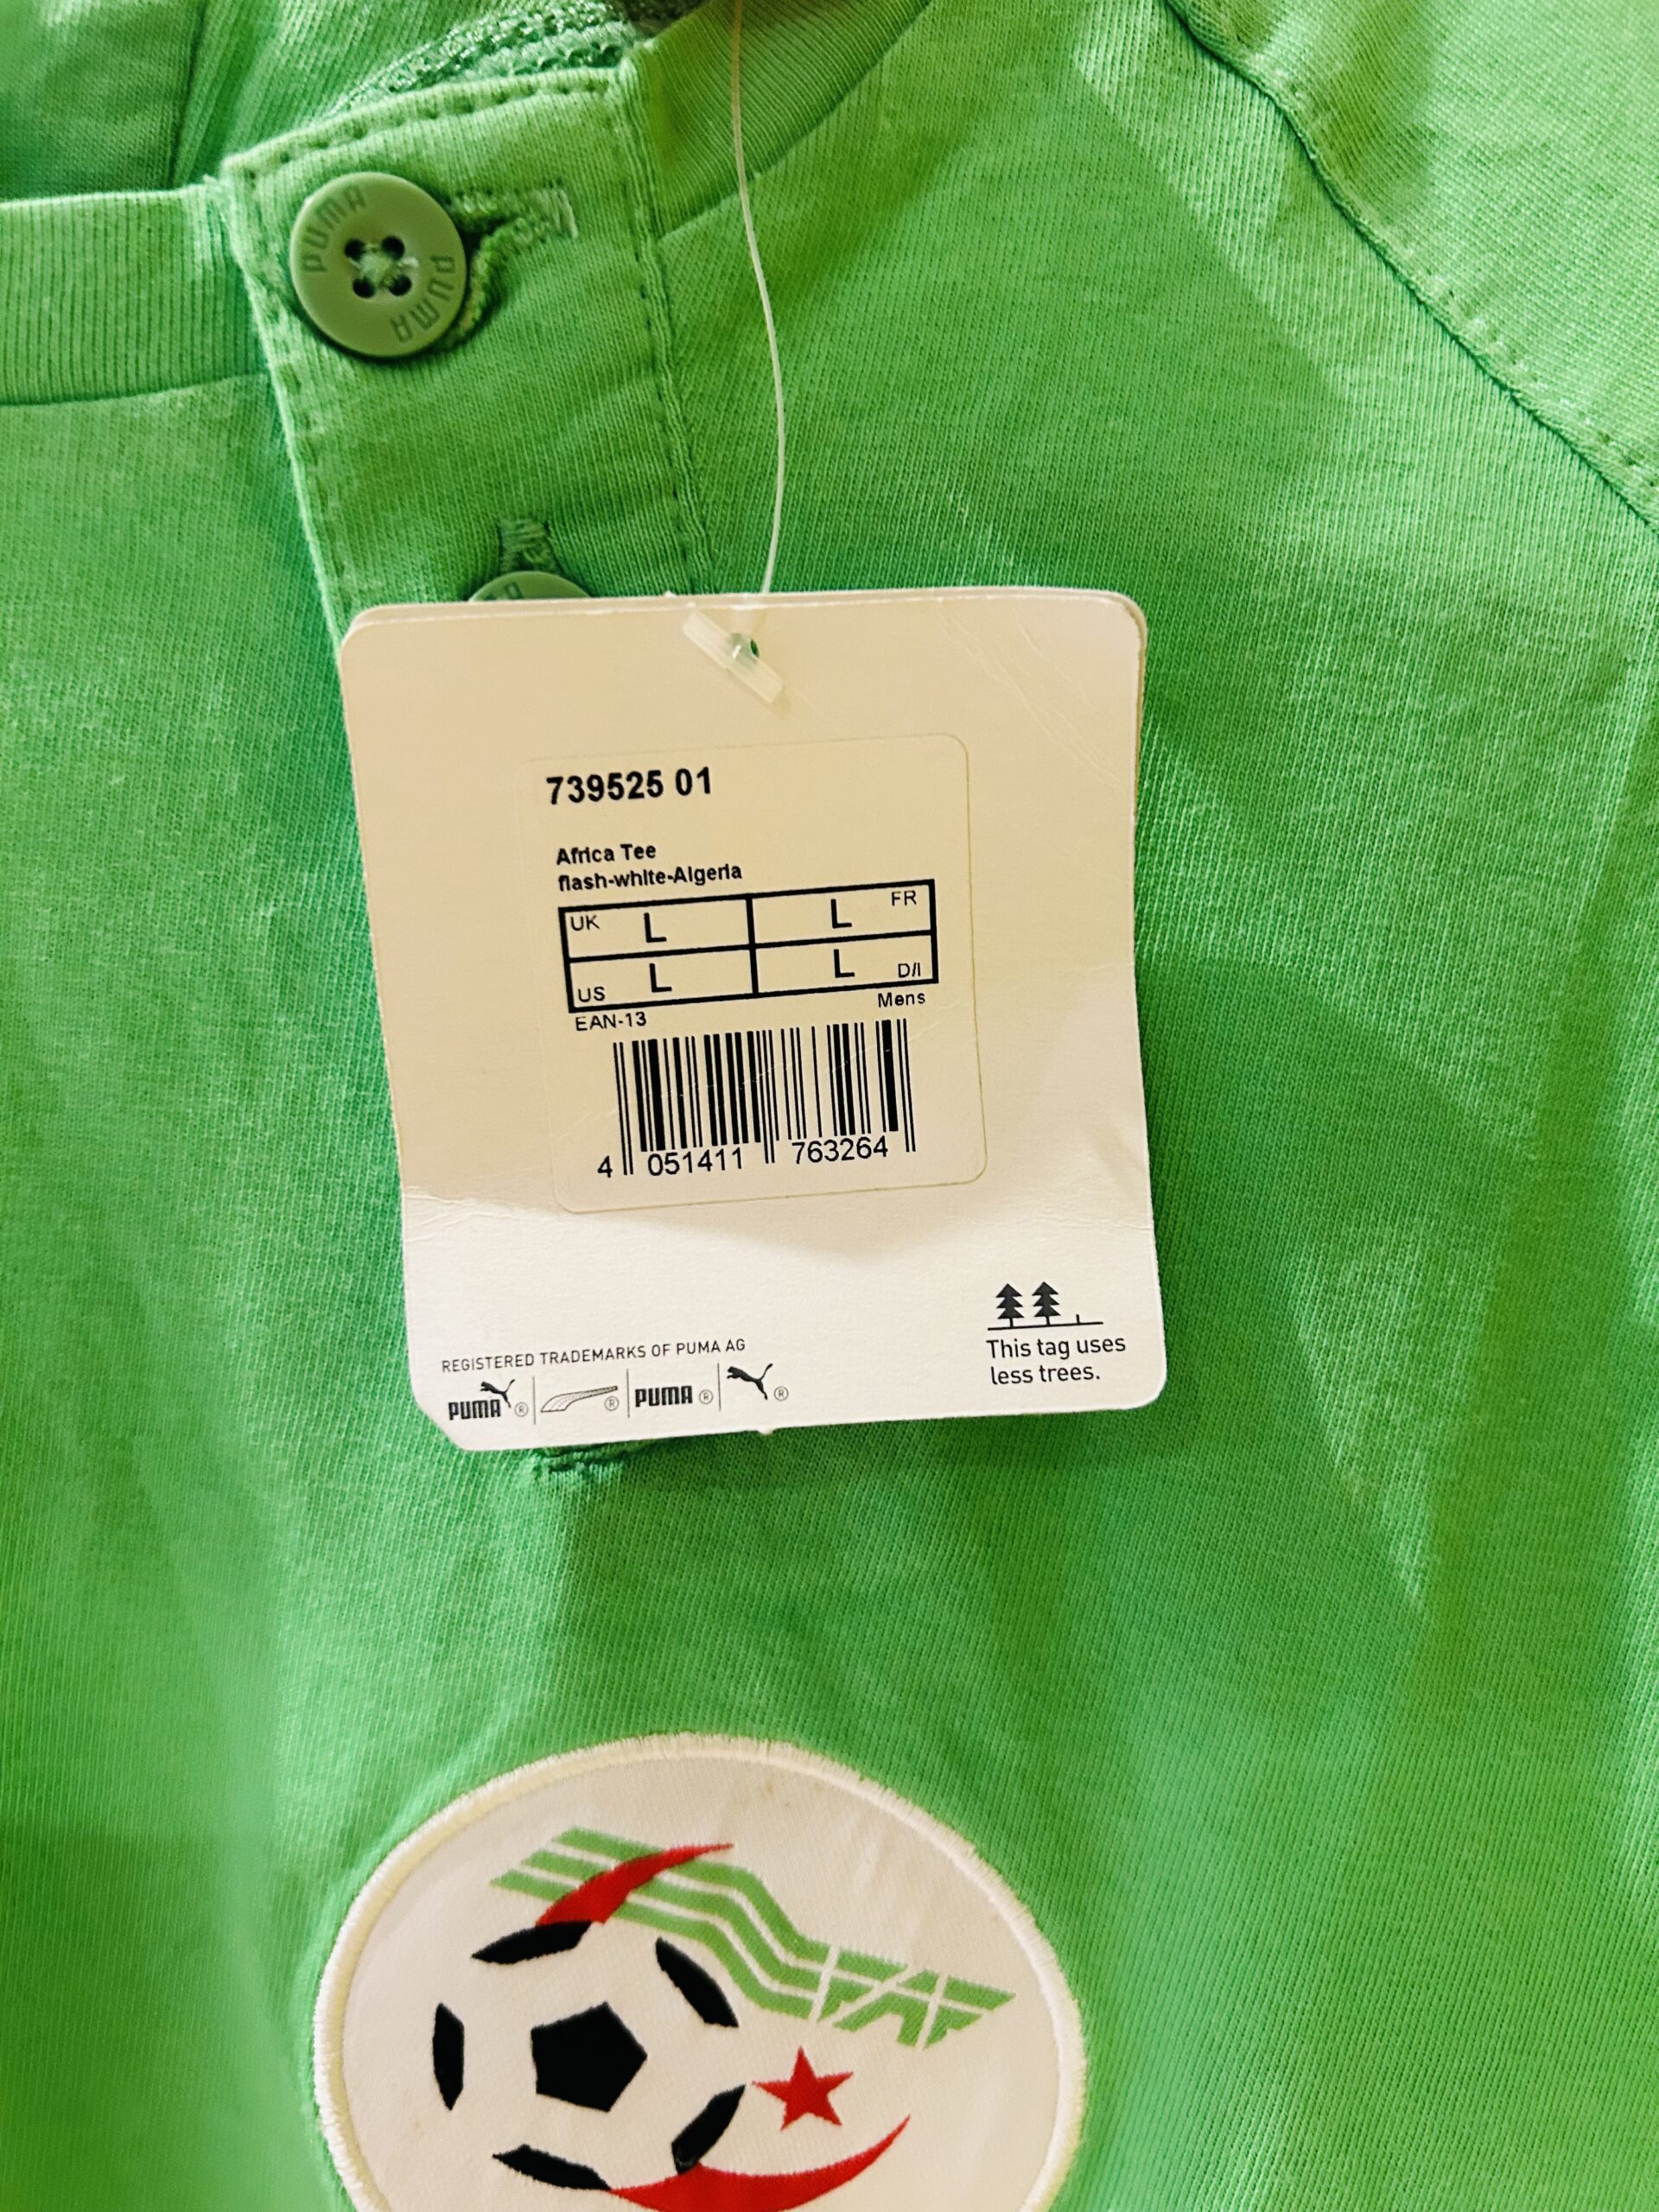 PUMA
PUMA
739525 01
Africa Tee
flash-white-Algeria
UK L L FR
US L L D/I
EAN-13 Mens
4 051411 763264
This tag uses
less trees.
REGISTERED TRADEMARKS OF PUMA AG
PUMA® ® PUMA® ®
FAF